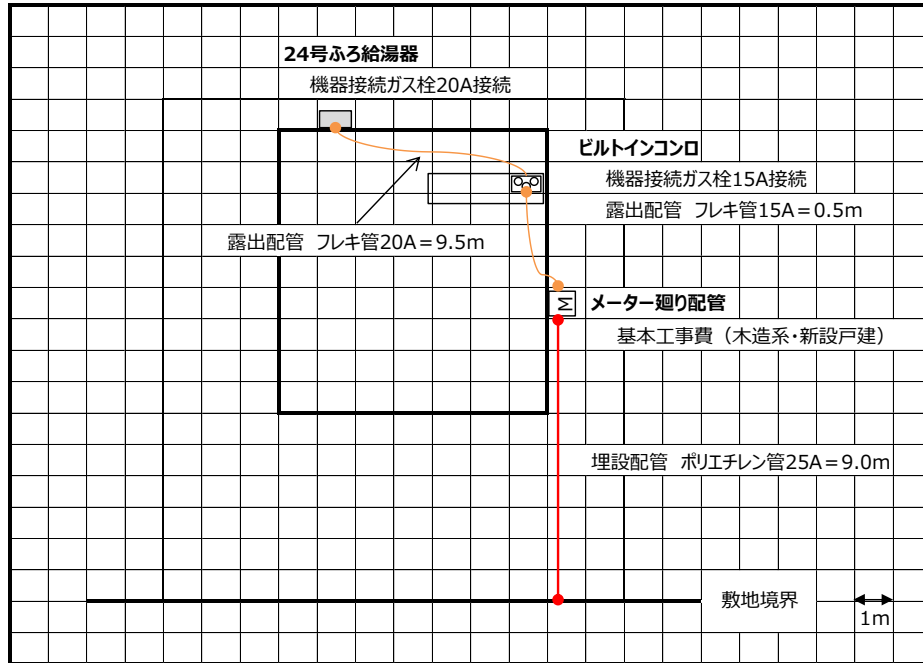 24号ふろ給湯器
機器接続ガス栓20A接続
ビルトインコンロ
機器接続ガス栓15A接続
露出配管 フレキ管15A＝0.5m
露出配管 フレキ管20A＝9.5m
M
メーター廻り配管
基本工事費（木造系・新設戸建）
埋設配管 ポリエチレン管25A＝9.0m
敷地境界
1m